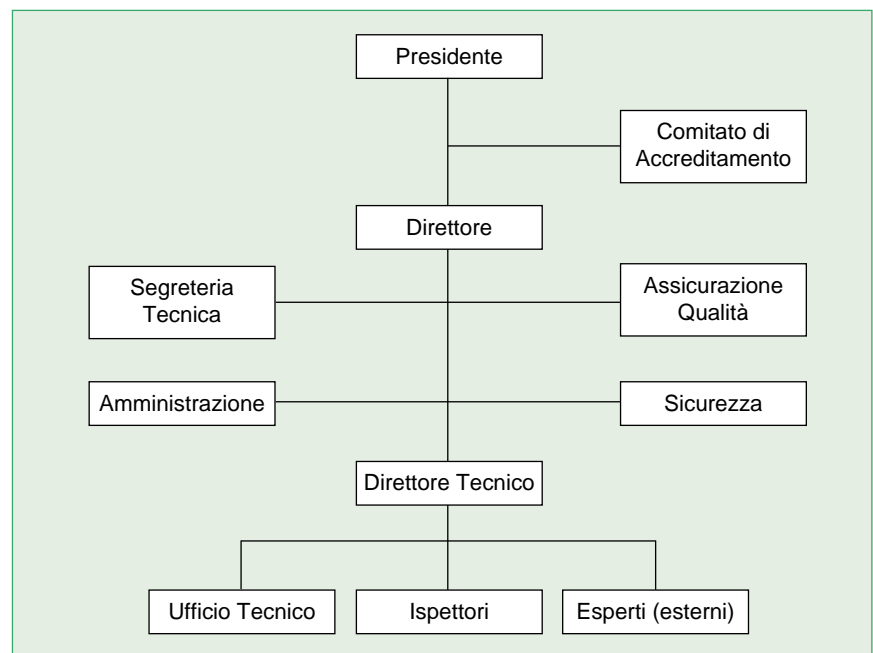 Presidente
Comitato di
Accreditamento
Direttore
Segreteria
Tecnica
Assicurazione
Qualità
Amministrazione
Sicurezza
Direttore Tecnico
Ufficio Tecnico
Ispettori
Esperti (esterni)